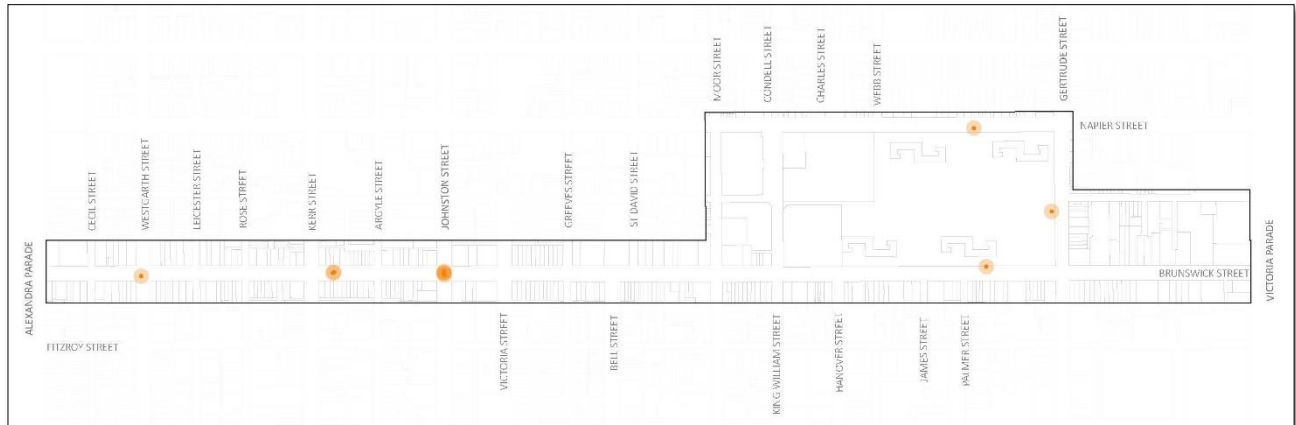 MOOR STREET
CONDELL STREET
CHARLES STREET
WEBB STREET
GERTRUDE STREET
NAPIER STREET
CECIL STREET
WESTGARTH STREET
LEICESTER STREET
ROSE STREET
KERR STREET
ARGYLE STREET
JOHNSTON STREET
GREEVES STREET
ST DAVID STREET
ALEXANDRA PARADE
BRUNSWICK STREET
VICTORIA PARADE
FITZROY STREET
VICTORIA STREET
BELL STREET
KING WILLIAM STREET
HANOVER STREET
JAMES STREET
PALMER STREET